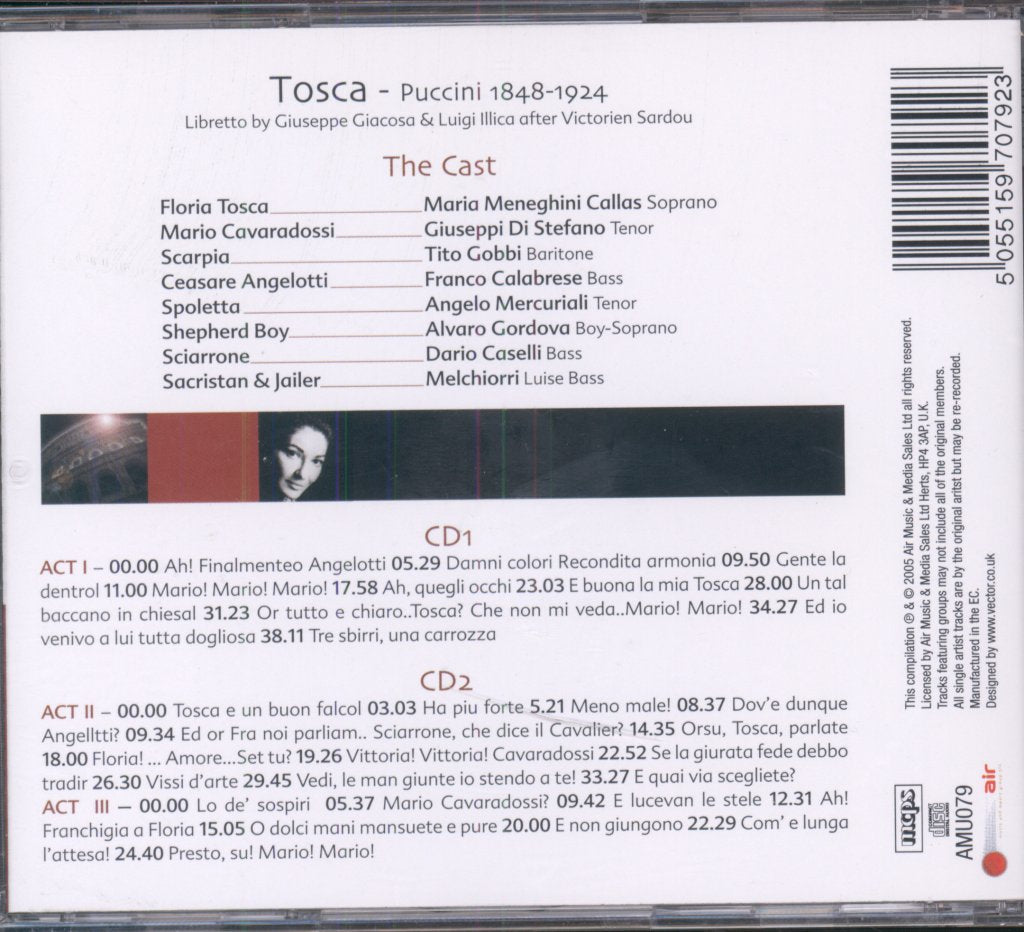 Tosca - Puccini 1848-1924
Libretto by Giuseppe Giacosa & Luigi Illica after Victorien Sardou
The Cast
Floria Tosca Maria Meneghini Callas Soprano
Mario Cavaradossi Giuseppi Di Stefano Tenor
Scarpia Tito Gobbi Baritone
Ceasare Angelotti Franco Calabrese Bass
Spoletta Angelo Mercuriali Tenor
Shepherd Boy Alvaro Gordova Boy-Soprano
Sciarrone Dario Caselli Bass
Sacristan & Jailer Melchiorri Luise Bass
CD1
ACT I – 00.00 Ah! Finalmenteo Angelotti 05.29 Damni colori Recondita armonia 09.50 Gente la
dentrol 11.00 Mario! Mario! Mario! 17.58 Ah, quegli occhi 23.03 E buona la mia Tosca 28.00 Un tal
baccano in chiesal 31.23 Or tutto e chiaro..Tosca? Che non mi veda..Mario! Mario! 34.27 Ed io
venivo a lui tutta dogliosa 38.11 Tre sbirri, una carrozza
CD2
ACT II – 00.00 Tosca e un buon falcol 03.03 Ha piu forte 5.21 Meno male! 08.37 Dov'e dunque
Angelltti? 09.34 Ed or Fra noi parliam.. Sciarrone, che dice il Cavalier? 14.35 Orsu, Tosca, parlate
18.00 Floria! ... Amore...Set tu? 19.26 Vittoria! Vittoria! Cavaradossi 22.52 Se la giurata fede debbo
tradir 26.30 Vissi d'arte 29.45 Vedi, le man giunte io stendo a te! 33.27 E quai via scegliete?
ACT III – 00.00 Lo de' sospiri 05.37 Mario Cavaradossi? 09.42 E lucevan le stele 12.31 Ah!
Franchigia a Floria 15.05 O dolci mani mansuete e pure 20.00 E non giungono 22.29 Com' e lunga
l'attesa! 24.40 Presto, su! Mario! Mario!
5 055159 707923
This compilation ℗ & © 2005 Air Music & Media Sales Ltd all rights reserved.
Licensed by Air Music & Media Sales Ltd Herts, HP4 3AP, U.K.
Tracks featuring groups may not include all of the original members.
All single artist tracks are by the original aritst but may be re-recorded.
Manufactured in the EC.
Designed by www.vector.co.uk
mcps
disc
AMU079
air